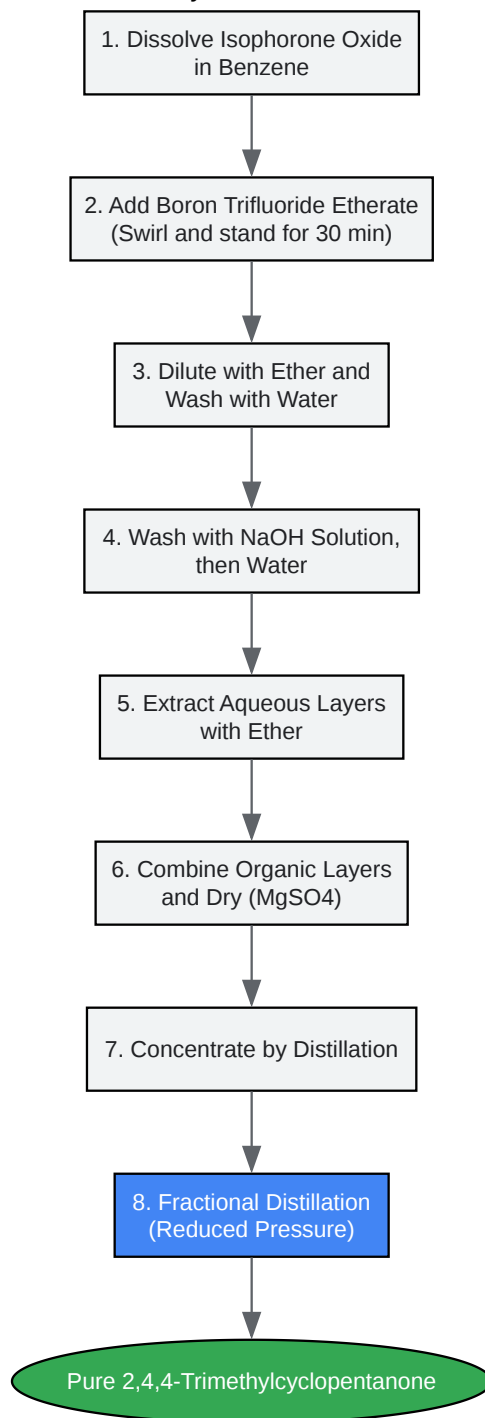 1. Dissolve Isophorone Oxide
in Benzene
2. Add Boron Trifluoride Etherate
(Swirl and stand for 30 min)
3. Dilute with Ether and
Wash with Water
4. Wash with NaOH Solution,
then Water
5. Extract Aqueous Layers
with Ether
6. Combine Organic Layers
and Dry (MgSO4)
7. Concentrate by Distillation
8. Fractional Distillation
(Reduced Pressure)
Pure 2,4,4-Trimethylcyclopentanone